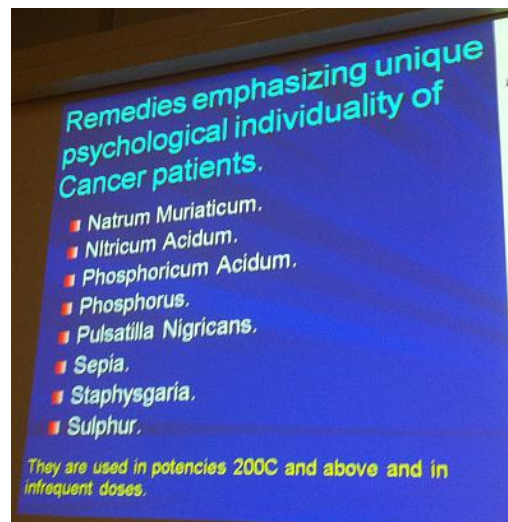 Remedies emphasizing unique
psychological individuality of
Cancer patients.
Natrum Muriaticum.
NItricum Acidum.
Phosphoricum Acidum.
Phosphorus.
Pulsatilla Nigricans.
Sepia.
Staphysgaria.
Sulphur.
They are used in potencies 200C and above and in
infrequent doses.